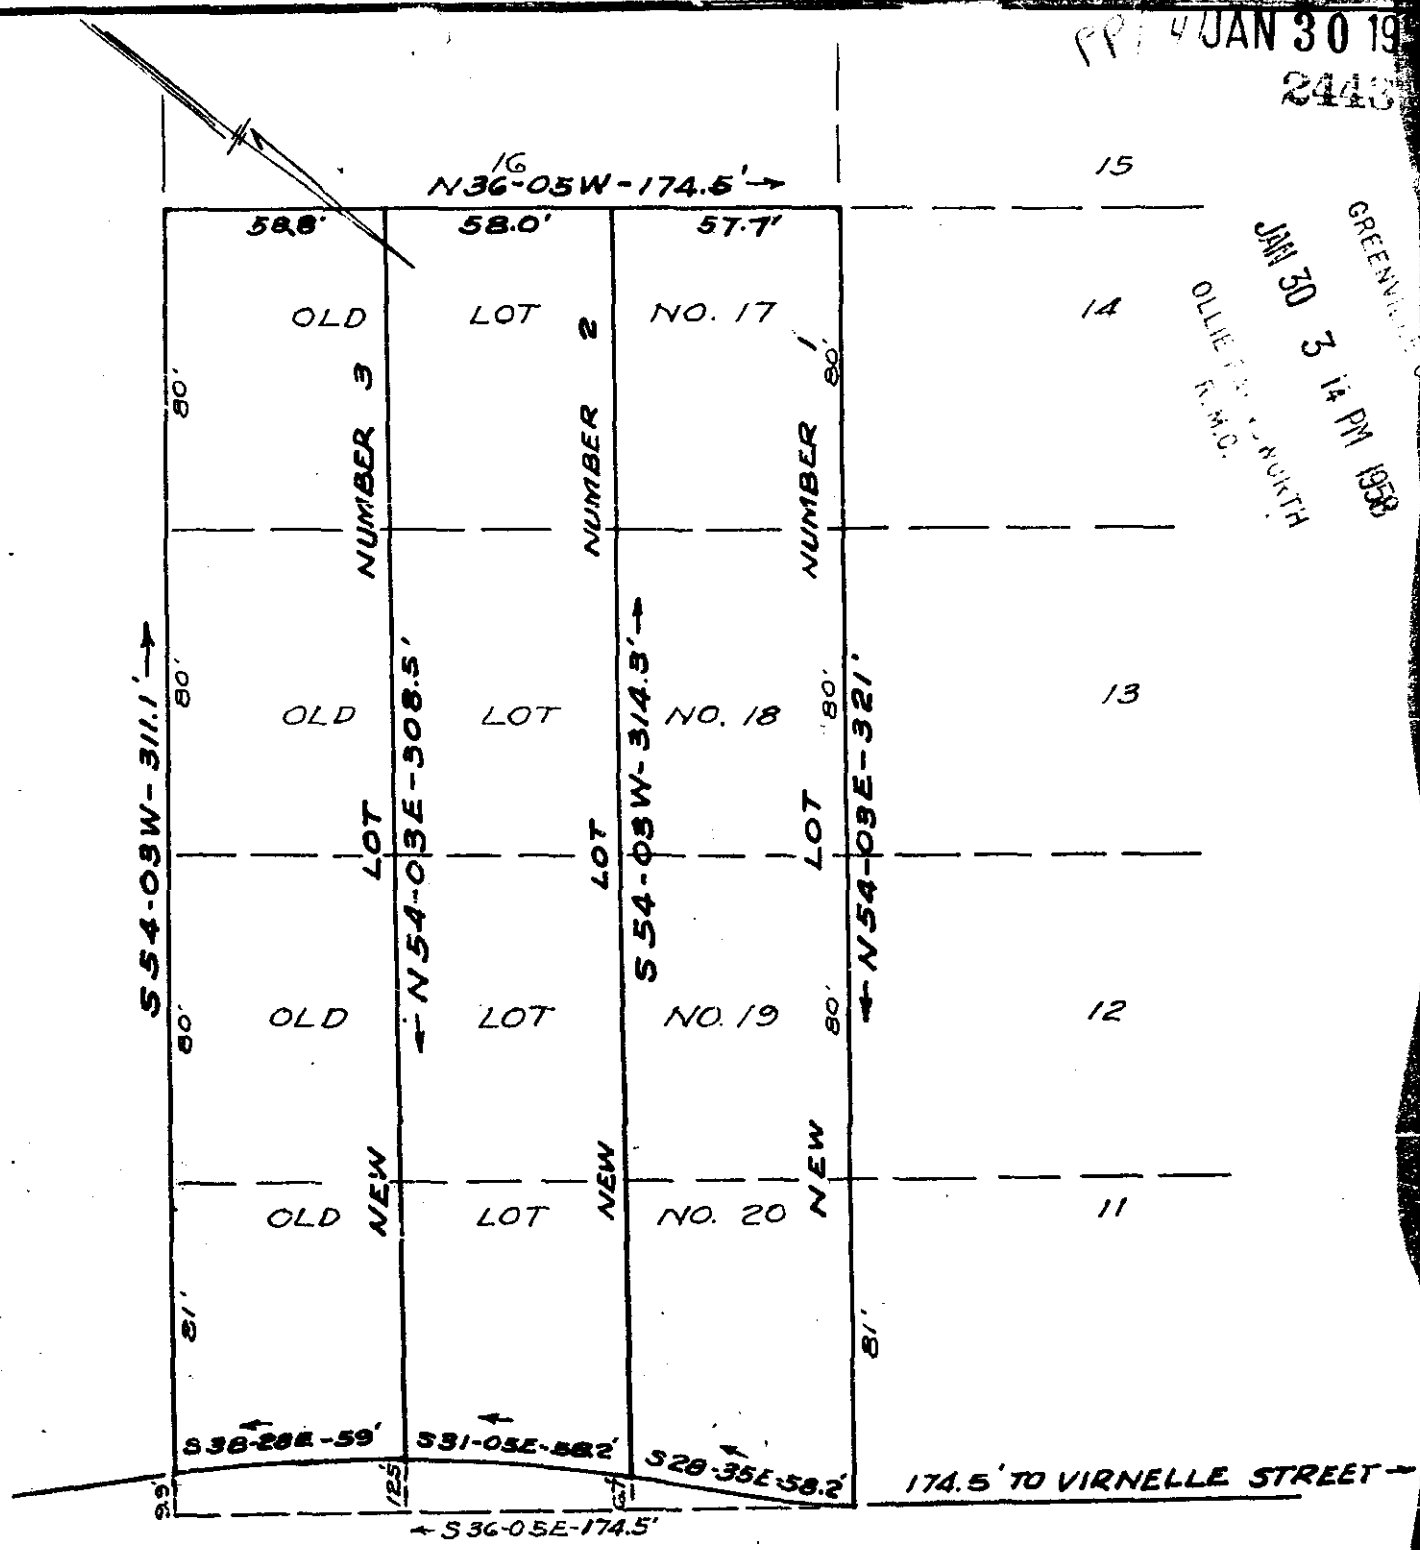 JAN 30 19
2443
16
N36-05W-174.5'
15
58.8'
58.0'
57.7'
GREENVILLE
JAN 30 3 14 PM 1958
OLLIE
R.M.C.
OLD LOT NO. 17
14
80'
80'
NEW LOT NUMBER 3
NEW LOT NUMBER 2
NEW LOT NUMBER 1
S54-03W-311.1'
N54-03E-308.5'
S54-03W-314.3'
N54-03E-321'
80'
80'
OLD LOT NO. 18
13
80'
80'
OLD LOT NO. 19
12
OLD LOT NO. 20
11
81'
81'
S38-28E-59'
S31-05E-58.2'
S28-35E-58.2'
9.9
12.5'
6.7'
174.5' TO VIRNELLE STREET
S36-05E-174.5'